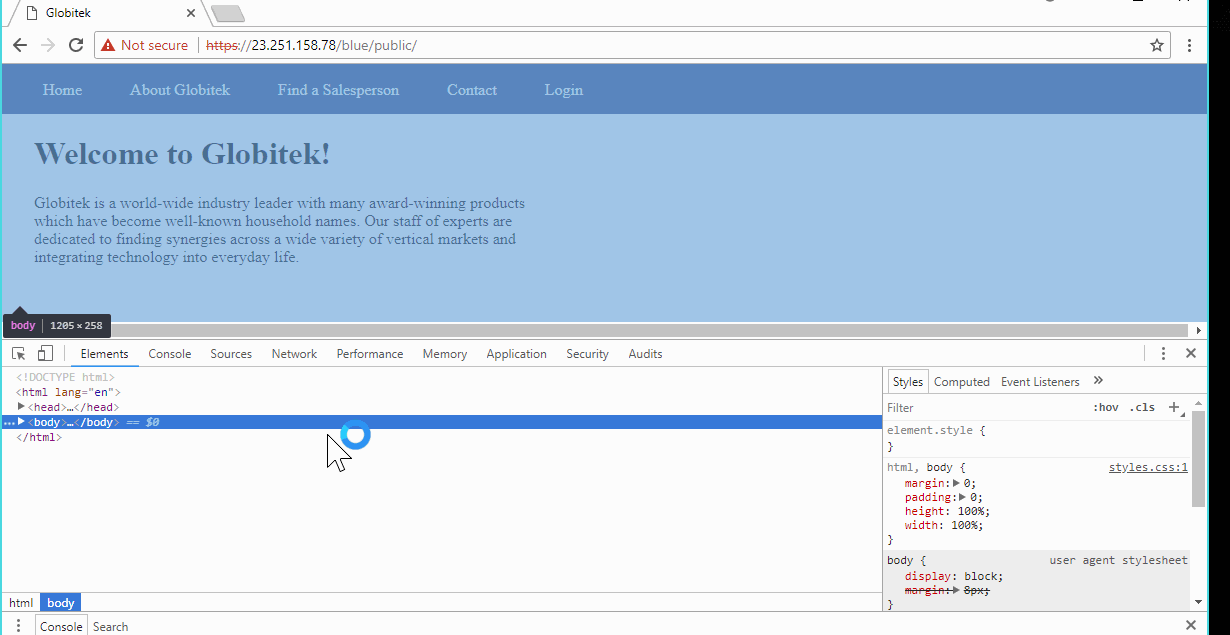 Globitek
Not secure https://23.251.158.78/blue/public/
Home About Globitek Find a Salesperson Contact Login
Welcome to Globitek!
Globitek is a world-wide industry leader with many award-winning products
which have become well-known household names. Our staff of experts are
dedicated to finding synergies across a wide variety of vertical markets and
integrating technology into everyday life.
body 1205 × 258
Elements Console Sources Network Performance Memory Application Security Audits
<!DOCTYPE html>
<html lang="en">
<head>…</head>
<body>…</body> == $0
</html>
html body
Styles Computed Event Listeners »
Filter :hov .cls +
element.style {
}
html, body { styles.css:1
margin: 0;
padding: 0;
height: 100%;
width: 100%;
}
body { user agent stylesheet
display: block;
margin: 8px;
}
Console Search